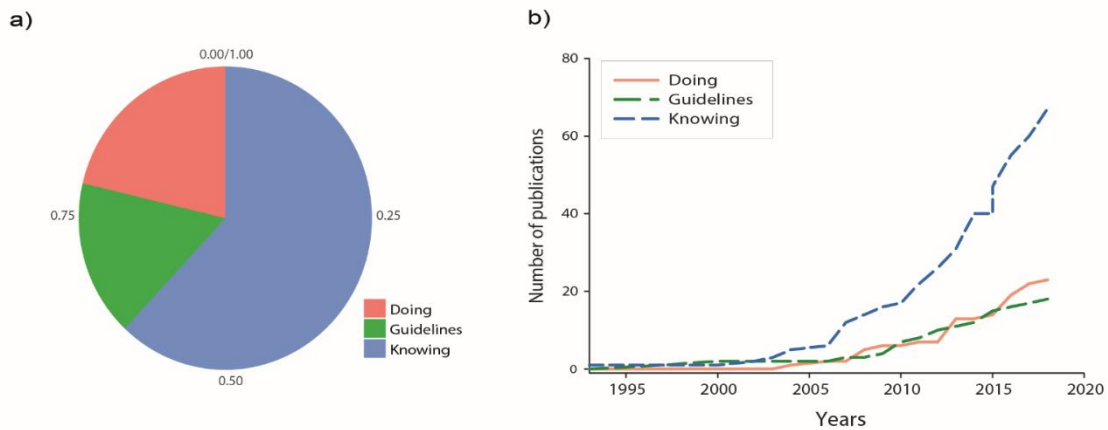 a)
0.00/1.00
0.75
0.25
0.50
Doing
Guidelines
Knowing
b)
Number of publications
80
60
40
20
0
Doing
Guidelines
Knowing
1995 2000 2005 2010 2015 2020
Years